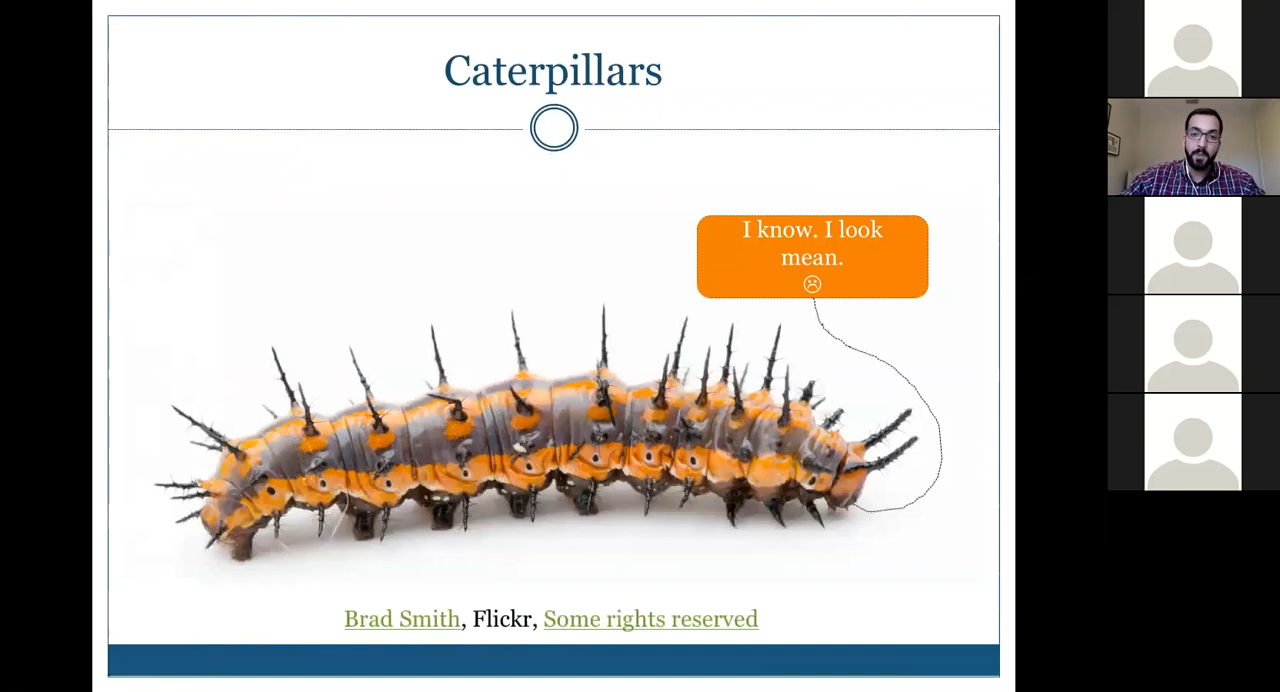 Caterpillars
I know. I look
mean.
☹
Brad Smith, Flickr, Some rights reserved